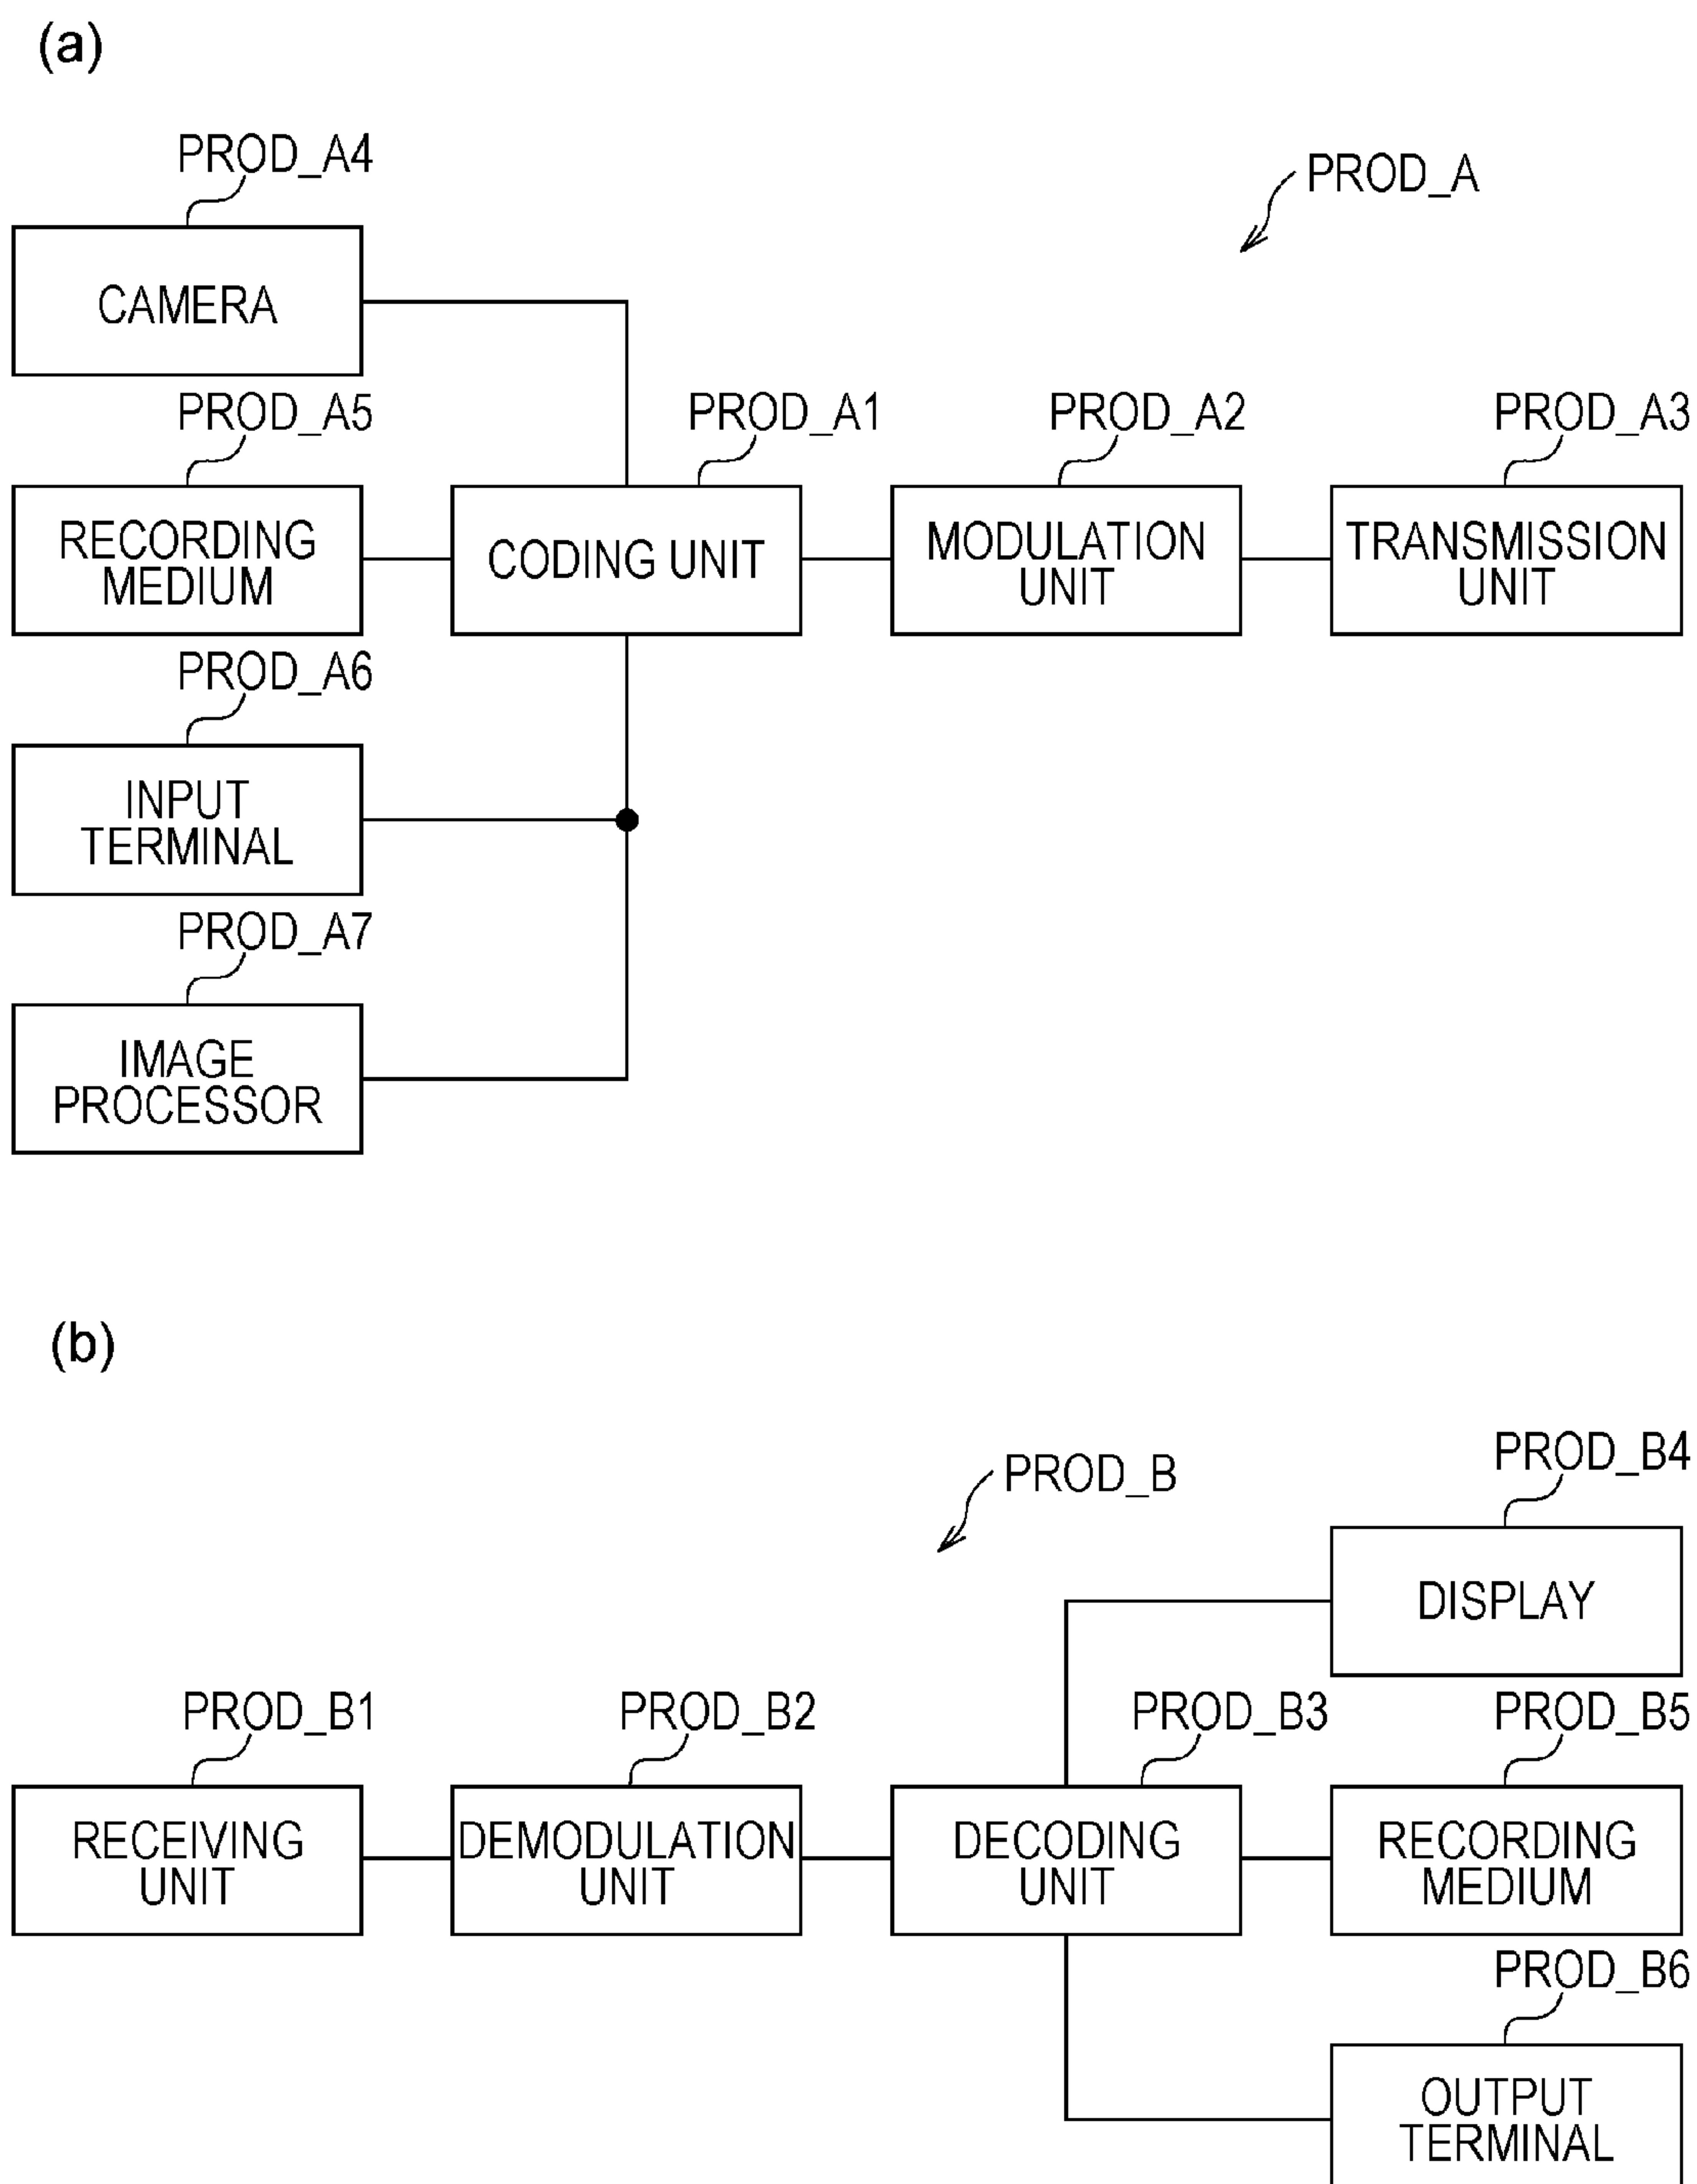 (a)
PROD_A4
PROD_A
CAMERA
PROD_A5
PROD_A1
PROD_A2
PROD_A3
RECORDING
MEDIUM
CODING UNIT
MODULATION
UNIT
TRANSMISSION
UNIT
PROD_A6
INPUT
TERMINAL
PROD_A7
IMAGE
PROCESSOR
(b)
PROD_B
PROD_B4
DISPLAY
PROD_B1
PROD_B2
PROD_B3
PROD_B5
RECEIVING
UNIT
DEMODULATION
UNIT
DECODING
UNIT
RECORDING
MEDIUM
PROD_B6
OUTPUT
TERMINAL